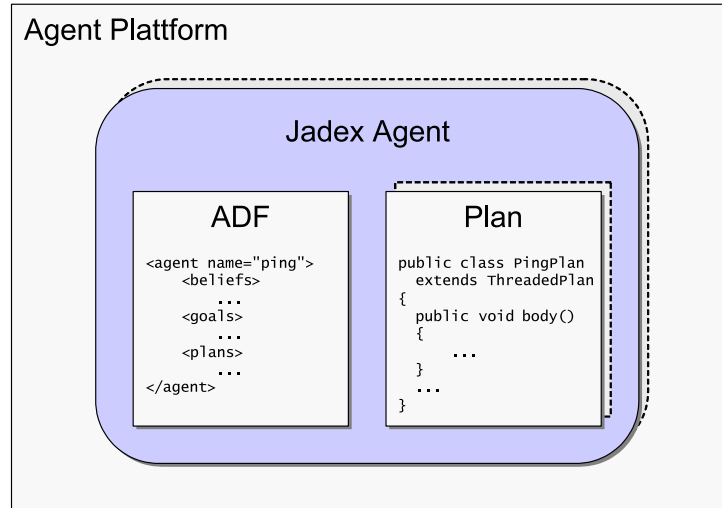 Agent Plattform
Jadex Agent
ADF
<agent name="ping">
    <beliefs>
        ...
    <goals>
        ...
    <plans>
        ...
</agent>
Plan
public class PingPlan
  extends ThreadedPlan
{
  public void body()
  {
      ...
  }
  ...
}